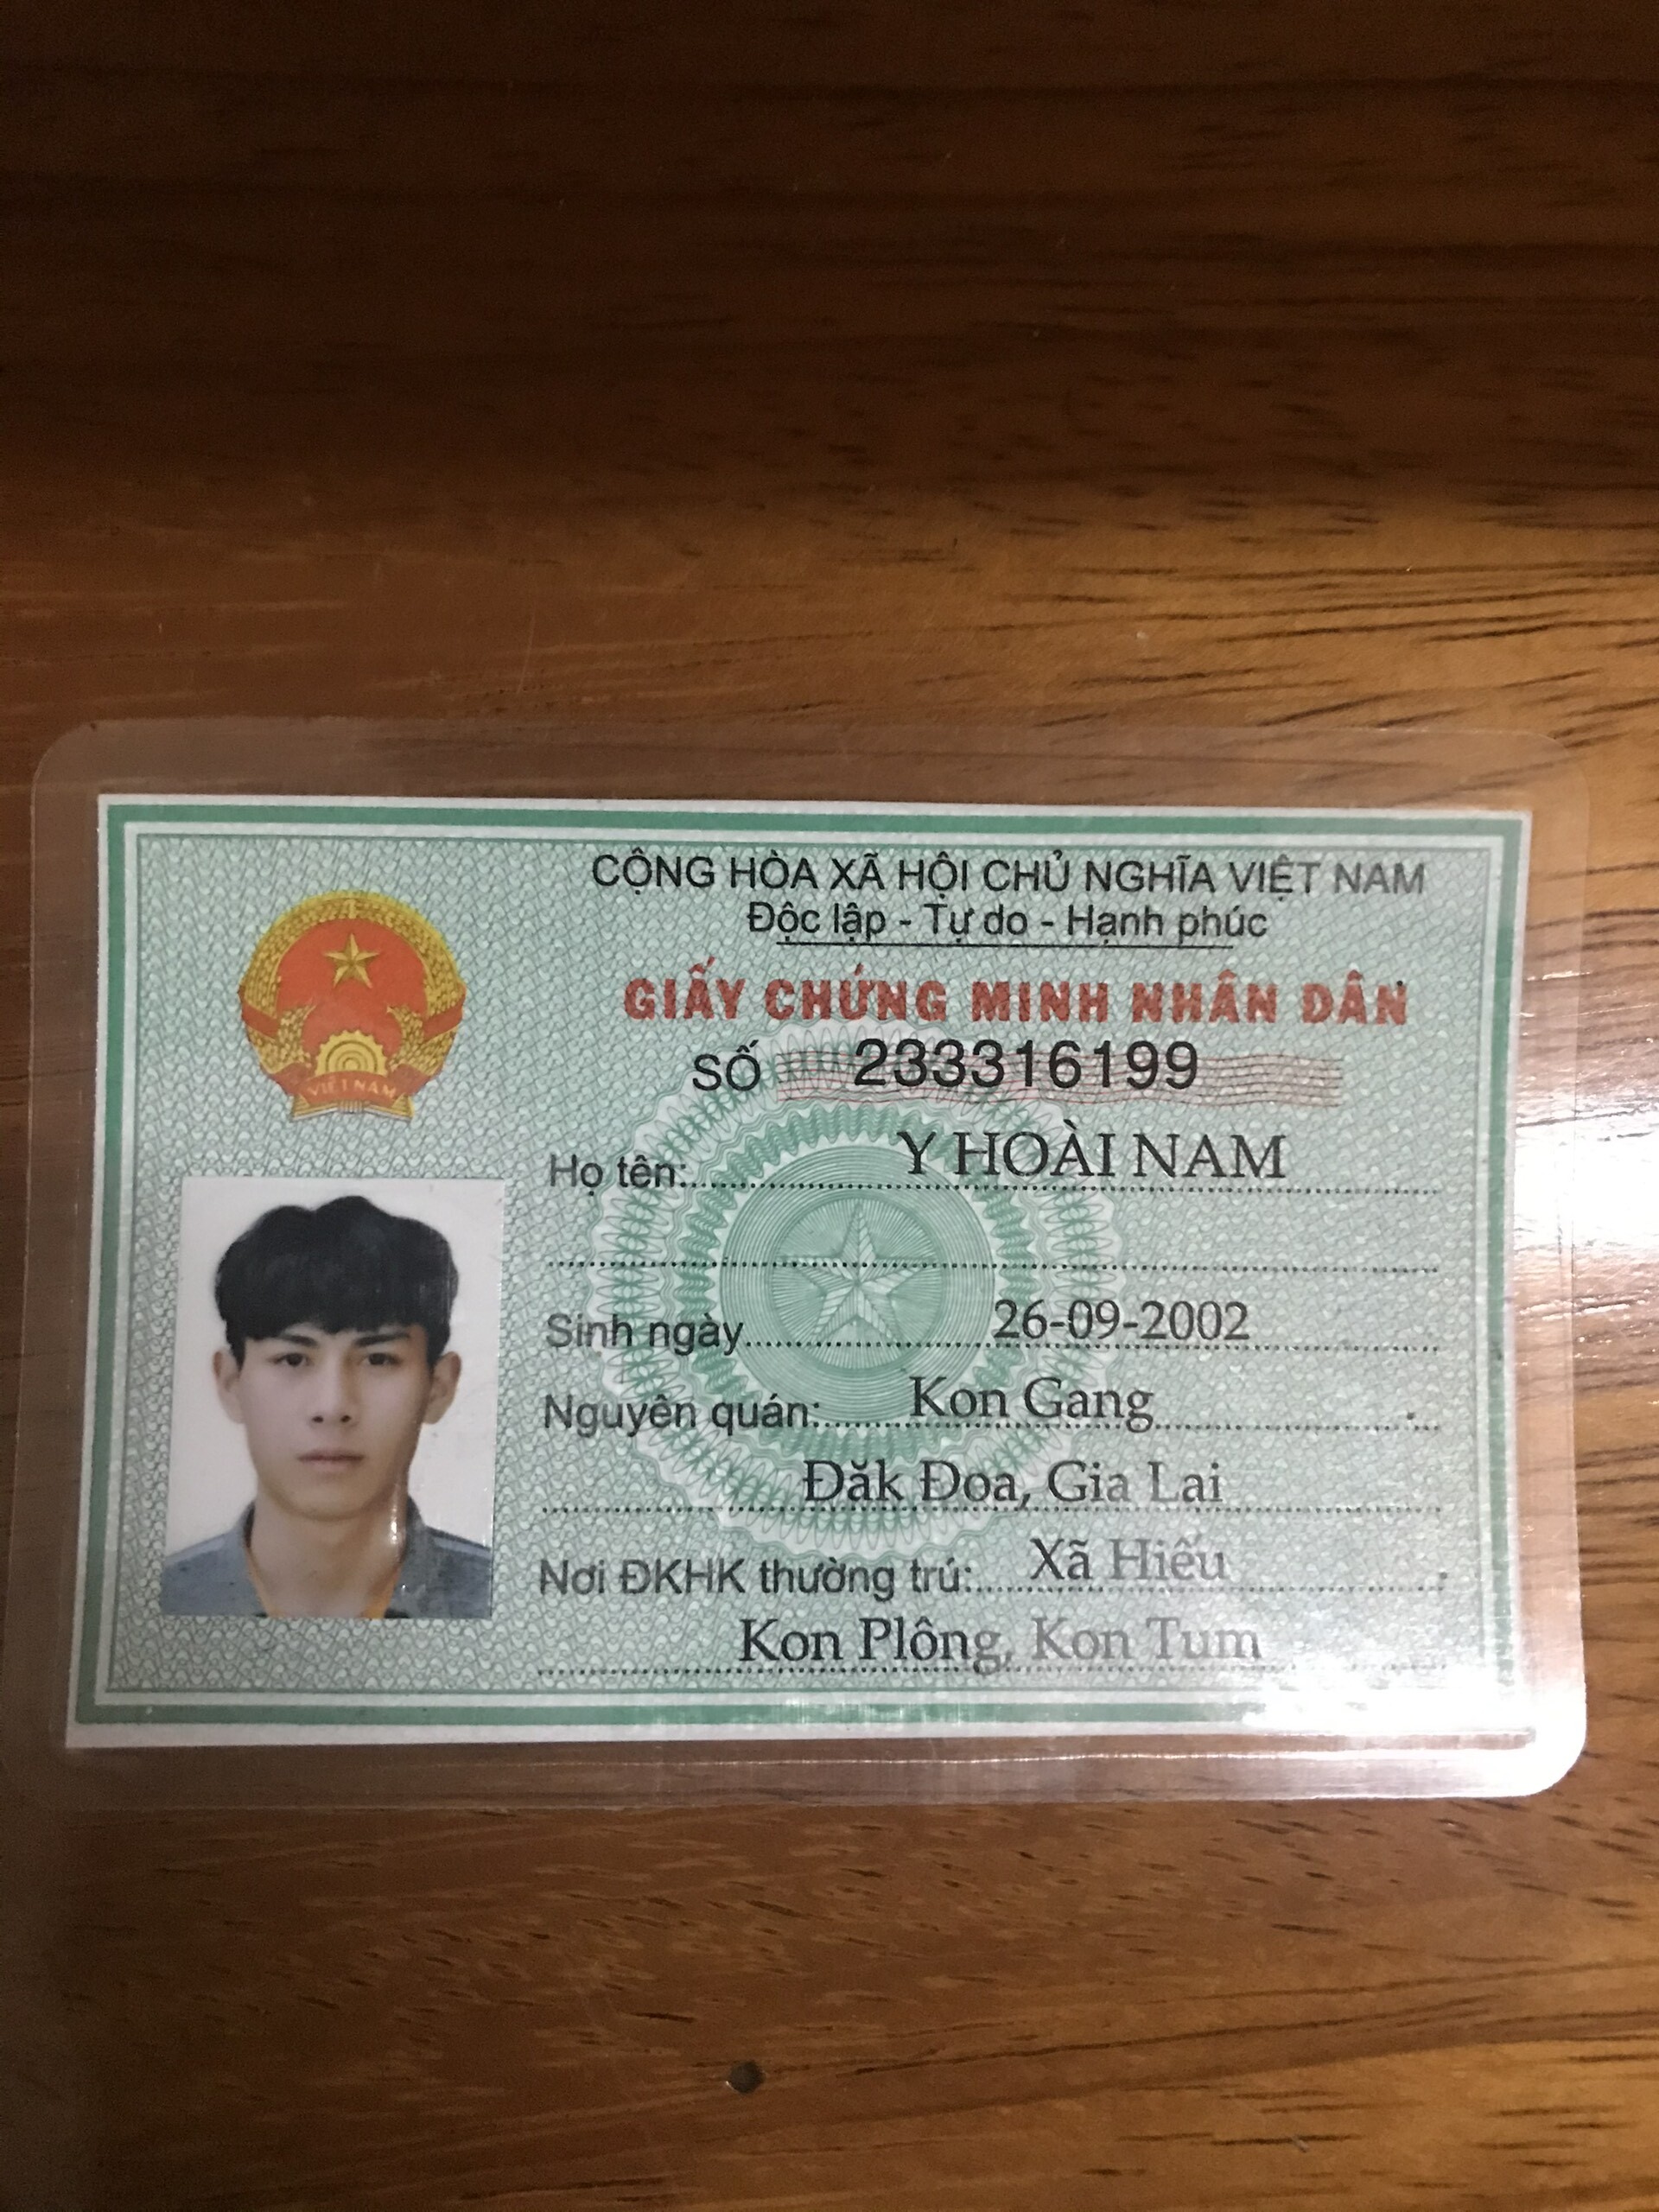 CỘNG HÒA XÃ HỘI CHỦ NGHĨA VIỆT NAM
Độc lập - Tự do - Hạnh phúc
GIẤY CHỨNG MINH NHÂN DÂN
SỐ 233316199
VIỆT NAM
Họ tên: Y HOÀI NAM
Sinh ngày 26-09-2002
Nguyên quán: Kon Gang
Đăk Đoa, Gia Lai
Nơi ĐKHK thường trú: Xã Hiếu
Kon Plông, Kon Tum